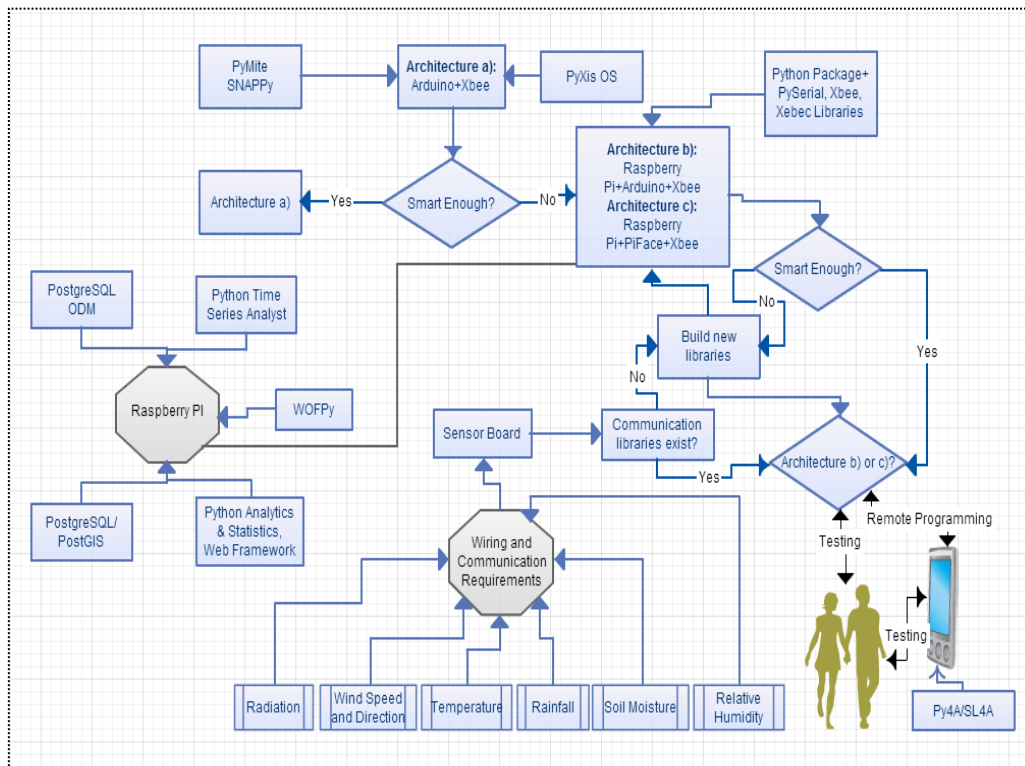 PyMite
SNAPPy
Architecture a):
Arduino+Xbee
PyXis OS
Python Package+
PySerial, Xbee,
Xebec Libraries
Architecture b):
Raspberry
Pi+Arduino+Xbee
Architecture c):
Raspberry
Pi+PiFace+Xbee
Architecture a)
Yes
Smart Enough?
No
Smart Enough?
No
Yes
PostgreSQL
ODM
Python Time
Series Analyst
Build new
libraries
No
Raspberry PI
WOFPy
Sensor Board
Communication
libraries exist?
Yes
Architecture b) or c)?
PostgreSQL/
PostGIS
Python Analytics
& Statistics,
Web Framework
Wiring and
Communication
Requirements
Testing
Remote Programming
Testing
Radiation
Wind Speed
and Direction
Temperature
Rainfall
Soil Moisture
Relative
Humidity
Py4A/SL4A